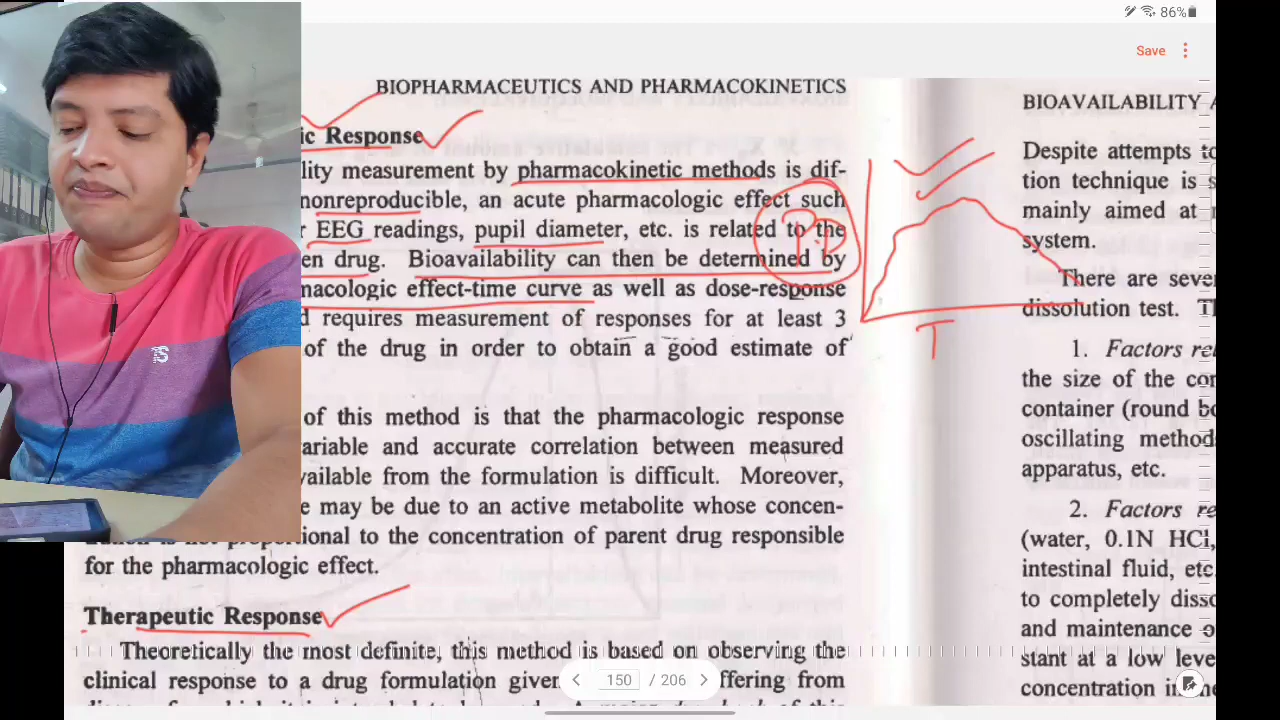 86%
Save
BIOPHARMACEUTICS AND PHARMACOKINETICS
ic Response
lity measurement by pharmacokinetic methods is dif-
nonreproducible, an acute pharmacologic effect such
EEG readings, pupil diameter, etc. is related to the
en drug. Bioavailability can then be determined by
macologic effect-time curve as well as dose-response
d requires measurement of responses for at least 3
of the drug in order to obtain a good estimate of
of this method is that the pharmacologic response
ariable and accurate correlation between measured
vailable from the formulation is difficult. Moreover,
e may be due to an active metabolite whose concen-
tional to the concentration of parent drug responsible
for the pharmacologic effect.
Therapeutic Response
Theoretically the most definite, this method is based on observing the
clinical response to a drug formulation given ffering from
P.D
T
150 / 206
BIOAVAILABILITY A
Despite attempts to
tion technique is s
mainly aimed at
system.
There are seve
dissolution test. T
1. Factors re
the size of the co
container (round bo
oscillating method
apparatus, etc.
2. Factors re
(water, 0.1N HCl,
intestinal fluid, etc
to completely disso
and maintenance o
stant at a low leve
concentration in